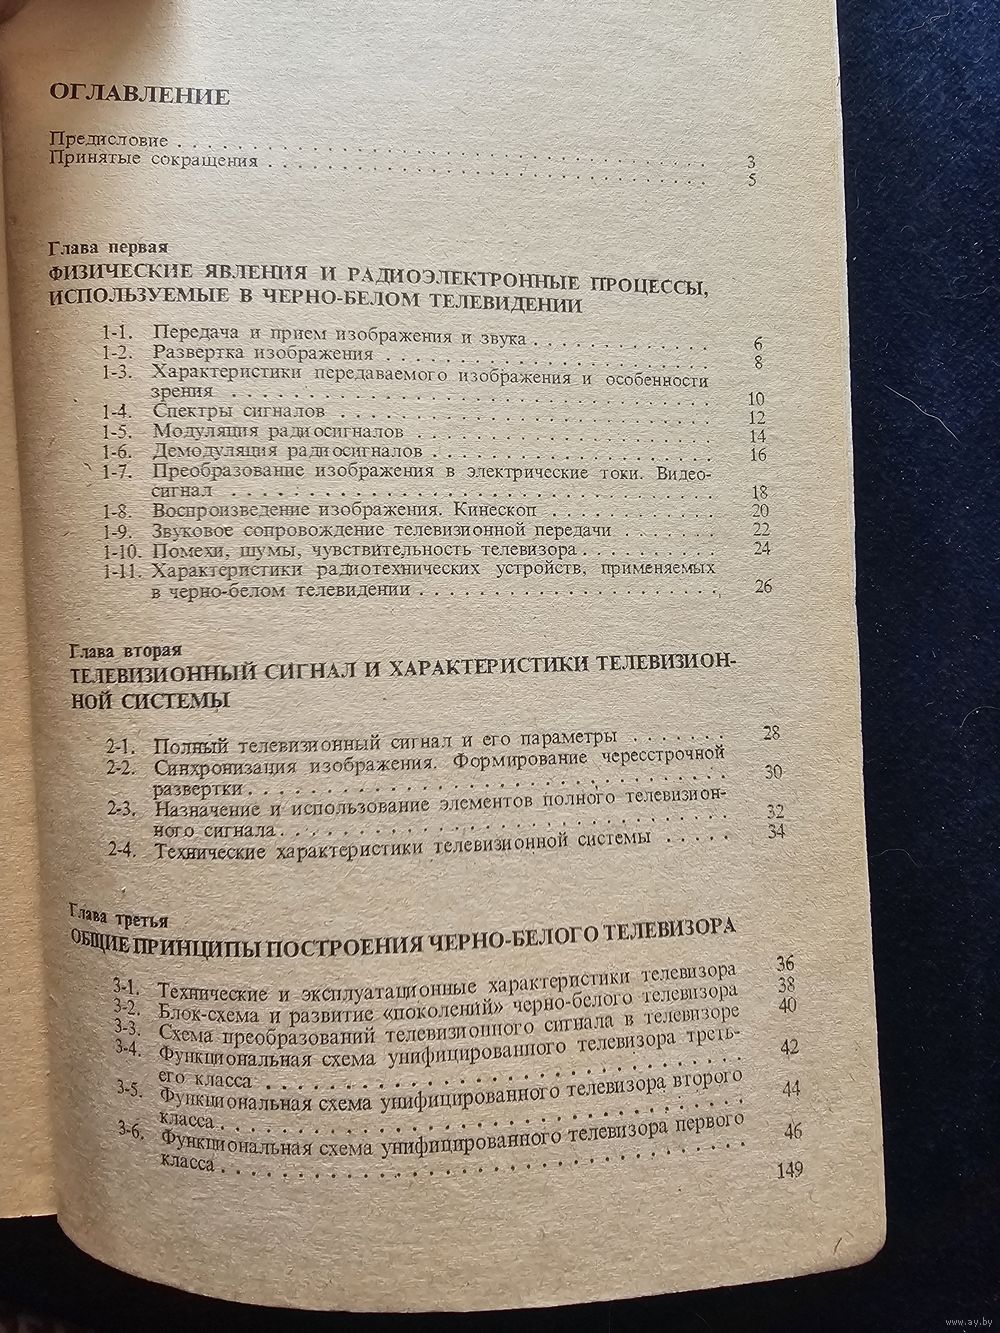 ОГЛАВЛЕНИЕ
Предисловие . . . . . . . . . . 3
Принятые сокращения . . . . . . . . . . 5
Глава первая
ФИЗИЧЕСКИЕ ЯВЛЕНИЯ И РАДИОЭЛЕКТРОННЫЕ ПРОЦЕССЫ,
ИСПОЛЬЗУЕМЫЕ В ЧЕРНО-БЕЛОМ ТЕЛЕВИДЕНИИ
1-1. Передача и прием изображения и звука . . . . . . . . . . 6
1-2. Развертка изображения . . . . . . . . . . 8
1-3. Характеристики передаваемого изображения и особенности
зрения . . . . . . . . . . 10
1-4. Спектры сигналов . . . . . . . . . . 12
1-5. Модуляция радиосигналов . . . . . . . . . . 14
1-6. Демодуляция радиосигналов . . . . . . . . . . 16
1-7. Преобразование изображения в электрические токи. Видео-
сигнал . . . . . . . . . . 18
1-8. Воспроизведение изображения. Кинескоп . . . . . . . . . . 20
1-9. Звуковое сопровождение телевизионной передачи . . . . . . . 22
1-10. Помехи, шумы, чувствительность телевизора . . . . . . . . 24
1-11. Характеристики радиотехнических устройств, применяемых
в черно-белом телевидении . . . . . . . . . . 26
Глава вторая
ТЕЛЕВИЗИОННЫЙ СИГНАЛ И ХАРАКТЕРИСТИКИ ТЕЛЕВИЗИОН-
НОЙ СИСТЕМЫ
2-1. Полный телевизионный сигнал и его параметры . . . . . . . 28
2-2. Синхронизация изображения. Формирование чересстрочной
развертки . . . . . . . . . . 30
2-3. Назначение и использование элементов полного телевизион-
ного сигнала . . . . . . . . . . 32
2-4. Технические характеристики телевизионной системы . . . . . 34
Глава третья
ОБЩИЕ ПРИНЦИПЫ ПОСТРОЕНИЯ ЧЕРНО-БЕЛОГО ТЕЛЕВИЗОРА
3-1. Технические и эксплуатационные характеристики телевизора 36
3-2. Блок-схема и развитие «поколений» черно-белого телевизора 38
3-3. Схема преобразований телевизионного сигнала в телевизоре 40
3-4. Функциональная схема унифицированного телевизора треть-
его класса . . . . . . . . . . 42
3-5. Функциональная схема унифицированного телевизора второго
класса . . . . . . . . . . 44
3-6. Функциональная схема унифицированного телевизора первого
класса . . . . . . . . . . 46
149
www.ay.by